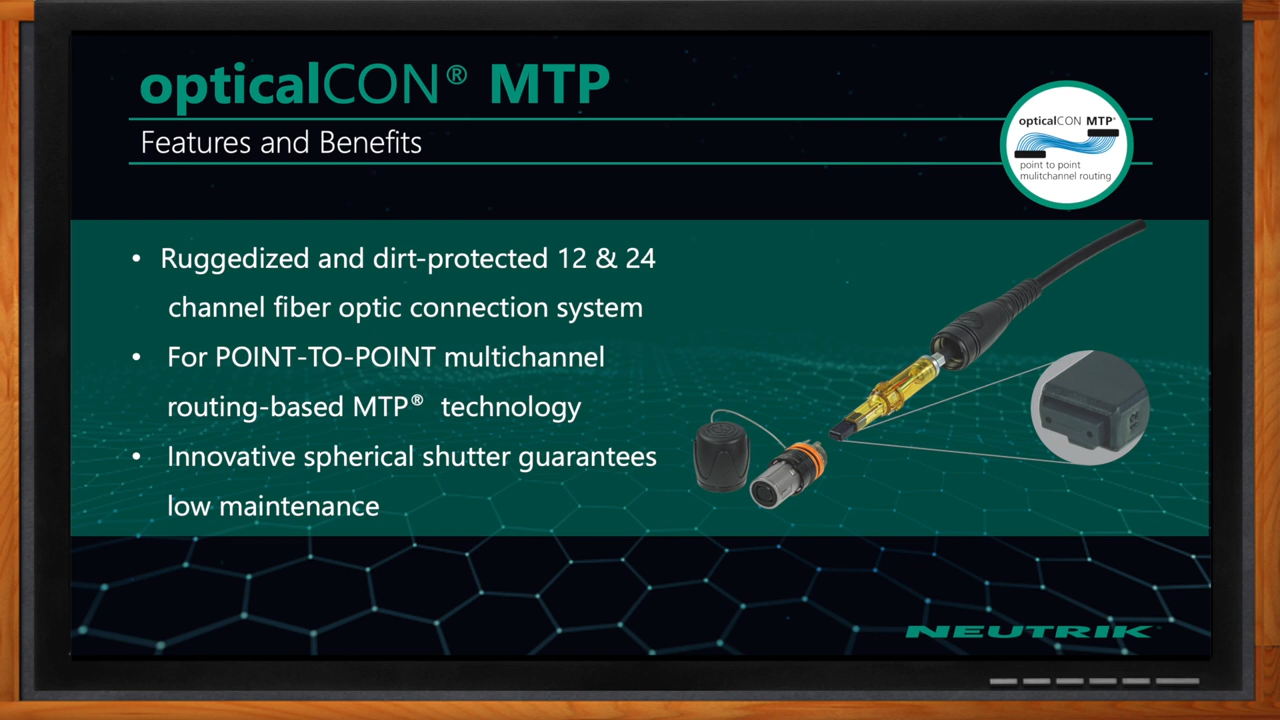 opticalCON® MTP
Features and Benefits
opticalCON MTP®
point to point
mulitchannel routing
• Ruggedized and dirt-protected 12 & 24
channel fiber optic connection system
• For POINT-TO-POINT multichannel
routing-based MTP® technology
• Innovative spherical shutter guarantees
low maintenance
NEUTRIK